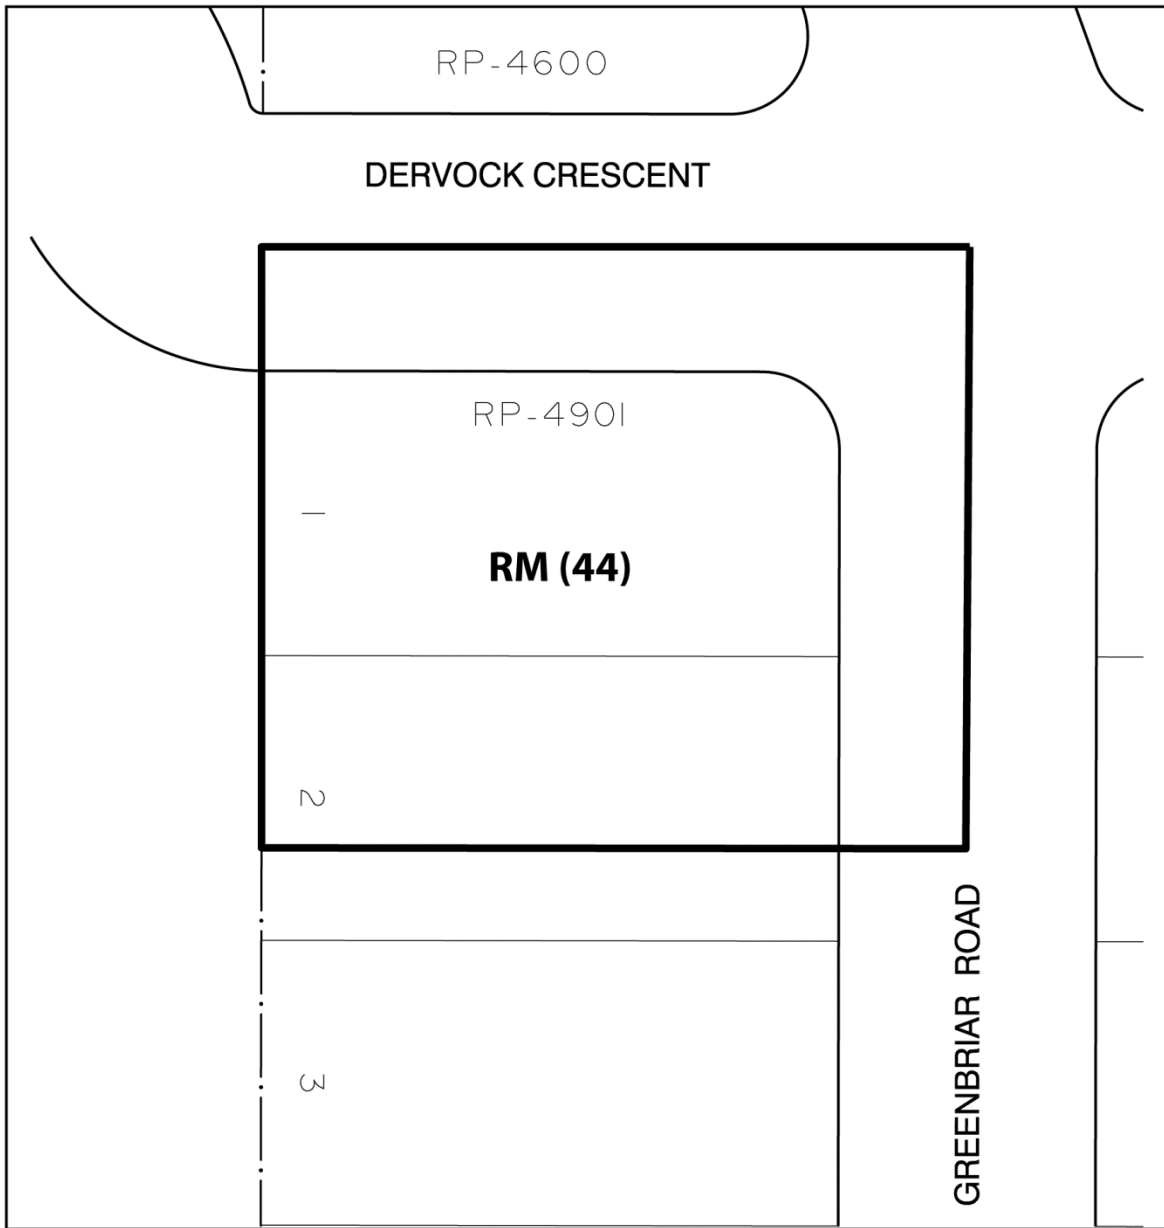 RP-4600
DERVOCK CRESCENT
RP-4901
1
RM (44)
2
3
GREENBRIAR ROAD